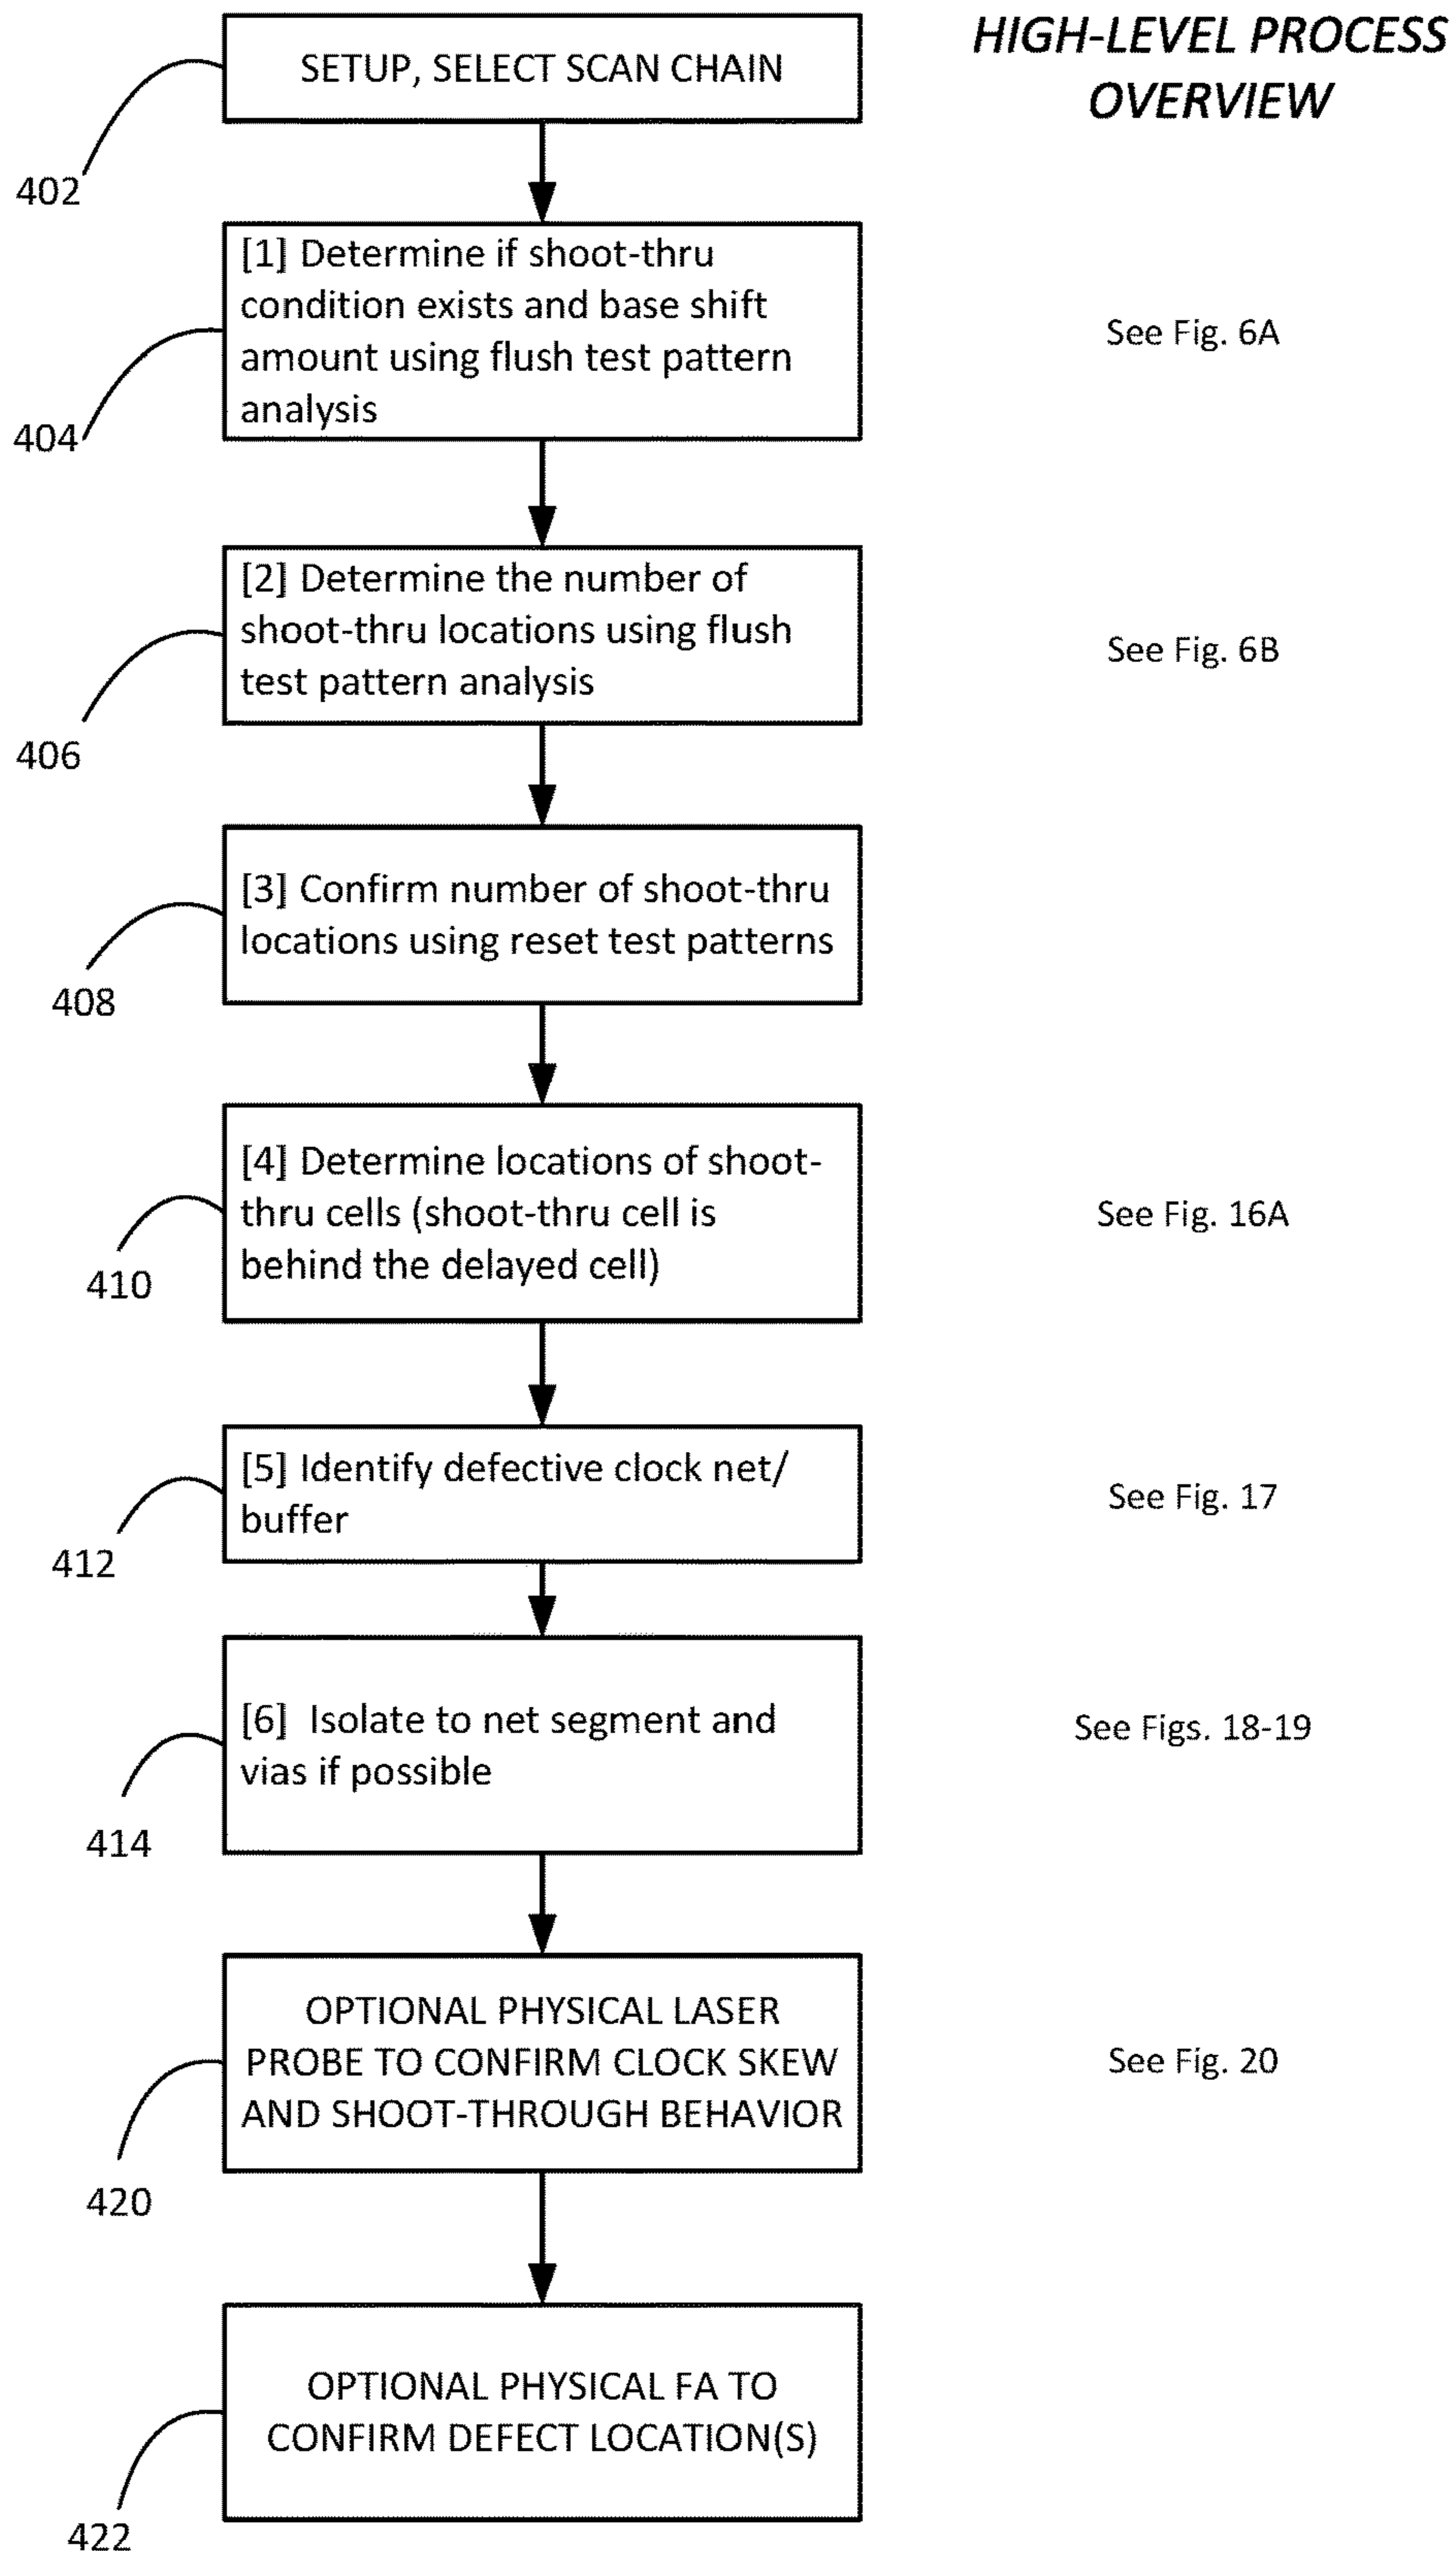 HIGH-LEVEL PROCESS
OVERVIEW
SETUP, SELECT SCAN CHAIN
402
[1] Determine if shoot-thru
condition exists and base shift
amount using flush test pattern
analysis
See Fig. 6A
404
[2] Determine the number of
shoot-thru locations using flush
test pattern analysis
See Fig. 6B
406
[3] Confirm number of shoot-thru
locations using reset test patterns
408
[4] Determine locations of shoot-
thru cells (shoot-thru cell is
behind the delayed cell)
See Fig. 16A
410
[5] Identify defective clock net/
buffer
See Fig. 17
412
[6]  Isolate to net segment and
vias if possible
See Figs. 18-19
414
OPTIONAL PHYSICAL LASER
PROBE TO CONFIRM CLOCK SKEW
AND SHOOT-THROUGH BEHAVIOR
See Fig. 20
420
OPTIONAL PHYSICAL FA TO
CONFIRM DEFECT LOCATION(S)
422